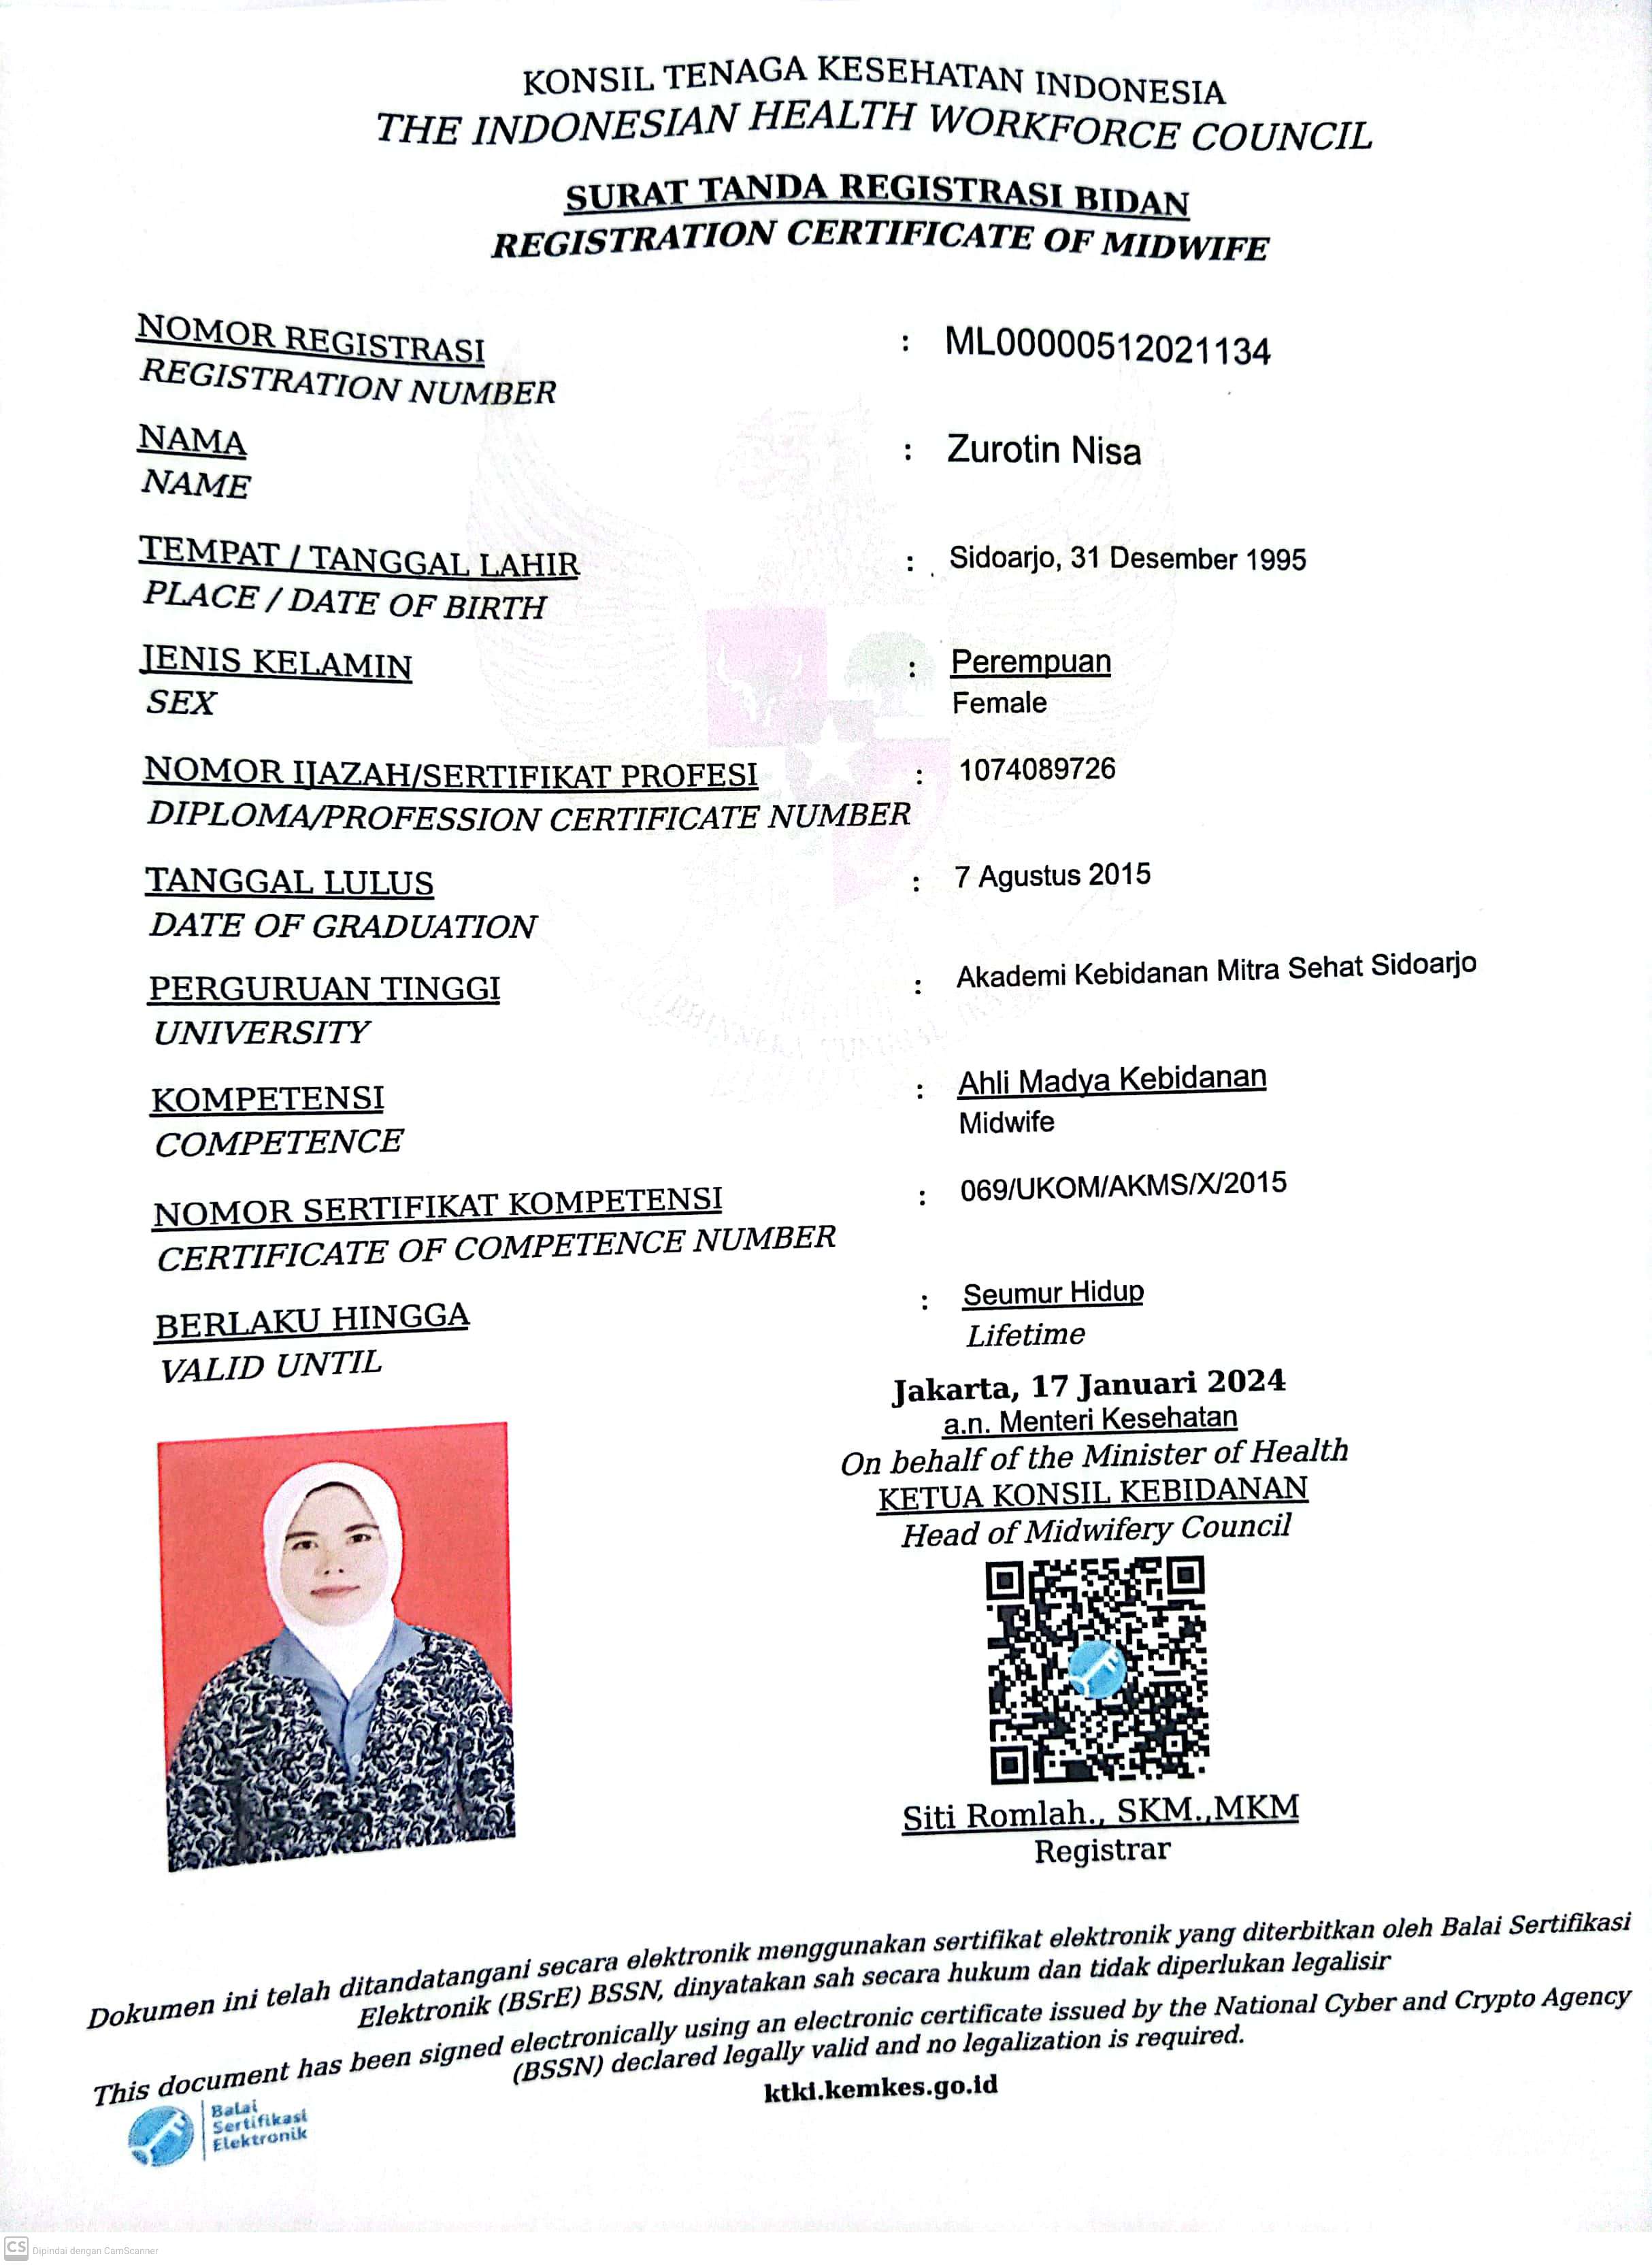 KONSIL TENAGA KESEHATAN INDONESIA
THE INDONESIAN HEALTH WORKFORCE COUNCIL
SURAT TANDA REGISTRASI BIDAN
REGISTRATION CERTIFICATE OF MIDWIFE
NOMOR REGISTRASI : ML00000512021134
REGISTRATION NUMBER
NAMA : Zurotin Nisa
NAME
TEMPAT / TANGGAL LAHIR : Sidoarjo, 31 Desember 1995
PLACE / DATE OF BIRTH
JENIS KELAMIN : Perempuan
SEX Female
NOMOR IJAZAH/SERTIFIKAT PROFESI : 1074089726
DIPLOMA/PROFESSION CERTIFICATE NUMBER
TANGGAL LULUS : 7 Agustus 2015
DATE OF GRADUATION
PERGURUAN TINGGI : Akademi Kebidanan Mitra Sehat Sidoarjo
UNIVERSITY
KOMPETENSI : Ahli Madya Kebidanan
COMPETENCE Midwife
NOMOR SERTIFIKAT KOMPETENSI : 069/UKOM/AKMS/X/2015
CERTIFICATE OF COMPETENCE NUMBER
BERLAKU HINGGA : Seumur Hidup
VALID UNTIL Lifetime
Jakarta, 17 Januari 2024
a.n. Menteri Kesehatan
On behalf of the Minister of Health
KETUA KONSIL KEBIDANAN
Head of Midwifery Council
Siti Romlah., SKM.,MKM
Registrar
Dokumen ini telah ditandatangani secara elektronik menggunakan sertifikat elektronik yang diterbitkan oleh Balai Sertifikasi
Elektronik (BSrE) BSSN, dinyatakan sah secara hukum dan tidak diperlukan legalisir
This document has been signed electronically using an electronic certificate issued by the National Cyber and Crypto Agency
(BSSN) declared legally valid and no legalization is required.
ktki.kemkes.go.id
Balai
Sertifikasi
Elektronik
CS Dipindai dengan CamScanner